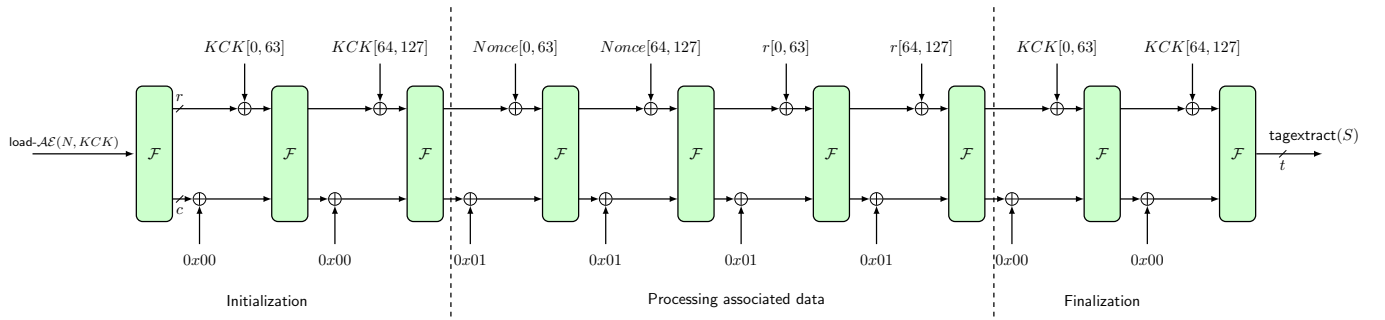 KCK[0, 63] KCK[64, 127] Nonce[0, 63] Nonce[64, 127] r[0, 63] r[64, 127] KCK[0, 63] KCK[64, 127]
r
load-AE(N, KCK) F F F F F F F F F tagextract(S)
t
c
0x00 0x00 0x01 0x01 0x01 0x01 0x00 0x00
Initialization Processing associated data Finalization